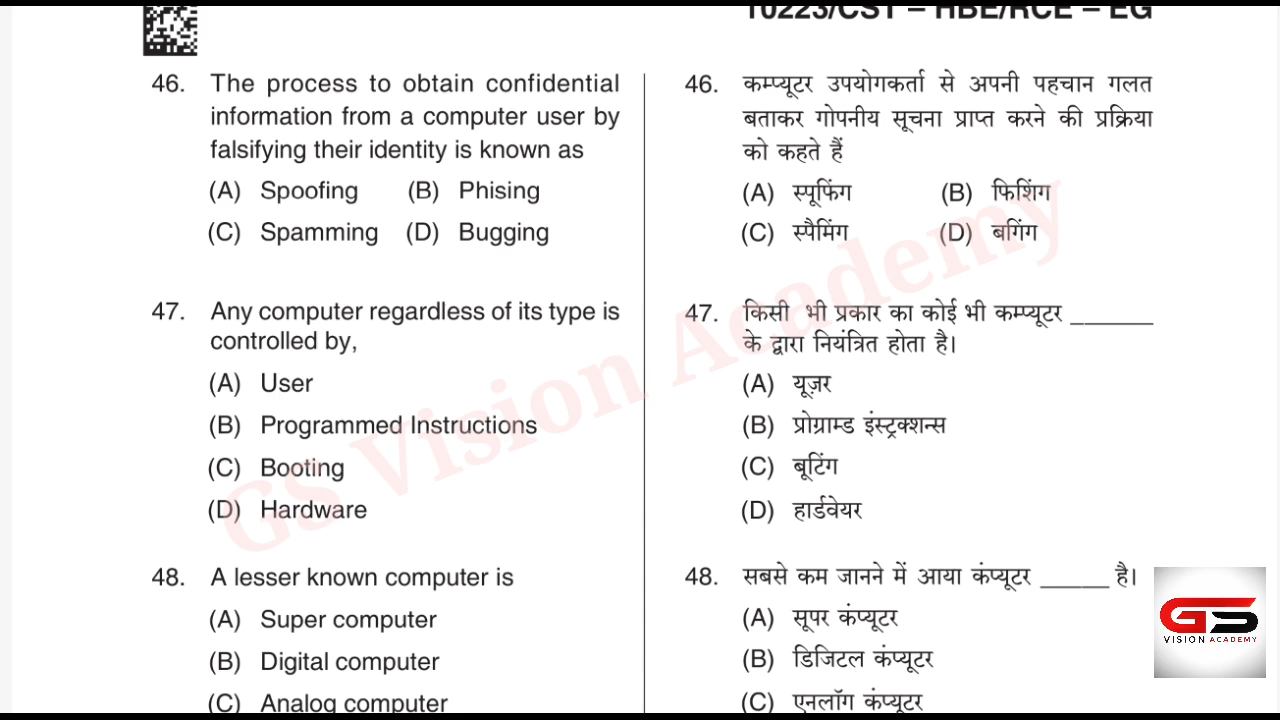 10223/CST – HBE/RCE – EG
46. The process to obtain confidential
information from a computer user by
falsifying their identity is known as
(A) Spoofing (B) Phising
(C) Spamming (D) Bugging
47. Any computer regardless of its type is
controlled by,
(A) User
(B) Programmed Instructions
(C) Booting
(D) Hardware
48. A lesser known computer is
(A) Super computer
(B) Digital computer
(C) Analog computer
46. कम्प्यूटर उपयोगकर्ता से अपनी पहचान गलत
बताकर गोपनीय सूचना प्राप्त करने की प्रक्रिया
को कहते हैं
(A) स्पूफिंग (B) फिशिंग
(C) स्पैमिंग (D) बगिंग
47. किसी भी प्रकार का कोई भी कम्प्यूटर ______
के द्वारा नियंत्रित होता है।
(A) यूज़र
(B) प्रोग्राम्ड इंस्ट्रक्शन्स
(C) बूटिंग
(D) हार्डवेयर
48. सबसे कम जानने में आया कंप्यूटर _____ है।
(A) सूपर कंप्यूटर
(B) डिजिटल कंप्यूटर
(C) एनलॉग कंप्यूटर
GS Vision Academy
GS
VISION ACADEMY